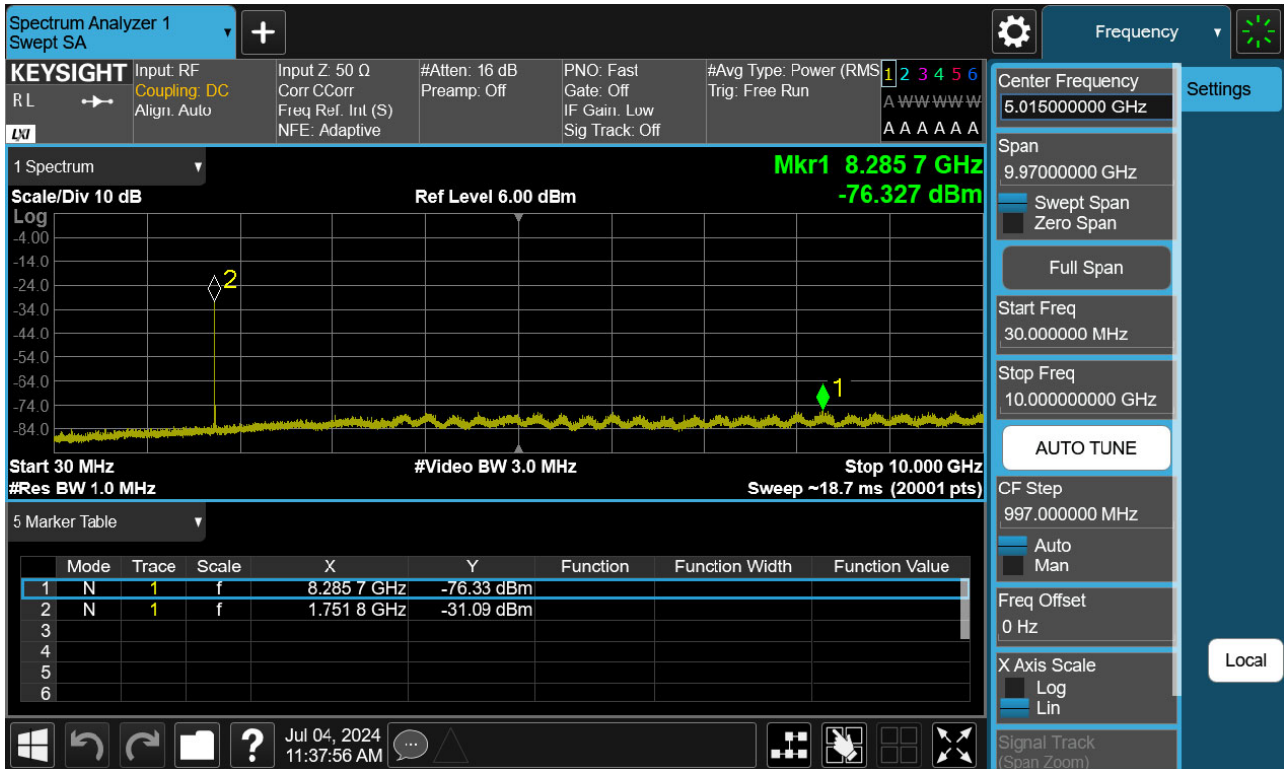 Spectrum Analyzer 1
Swept SA
+
Frequency
KEYSIGHT
RL
LXI
Input: RF
Coupling: DC
Align: Auto
Input Z: 50 Ω
Corr CCorr
Freq Ref: Int (S)
NFE: Adaptive
#Atten: 16 dB
Preamp: Off
PNO: Fast
Gate: Off
IF Gain: Low
Sig Track: Off
#Avg Type: Power (RMS
Trig: Free Run
1 2 3 4 5 6
A W W W W W
A A A A A A
1 Spectrum
Scale/Div 10 dB
Log
Ref Level 6.00 dBm
Mkr1 8.285 7 GHz
-76.327 dBm
-4.00
-14.0
-24.0
-34.0
-44.0
-54.0
-64.0
-74.0
-84.0
2
1
Start 30 MHz
#Res BW 1.0 MHz
#Video BW 3.0 MHz
Stop 10.000 GHz
Sweep ~18.7 ms (20001 pts)
5 Marker Table
Mode Trace Scale X Y Function Function Width Function Value
1 N 1 f 8.285 7 GHz -76.33 dBm
2 N 1 f 1.751 8 GHz -31.09 dBm
3
4
5
6
?
Jul 04, 2024
11:37:56 AM
Center Frequency
5.015000000 GHz
Span
9.97000000 GHz
Swept Span
Zero Span
Full Span
Start Freq
30.000000 MHz
Stop Freq
10.000000000 GHz
AUTO TUNE
CF Step
997.000000 MHz
Auto
Man
Freq Offset
0 Hz
X Axis Scale
Log
Lin
Signal Track
(Span Zoom)
Settings
Local